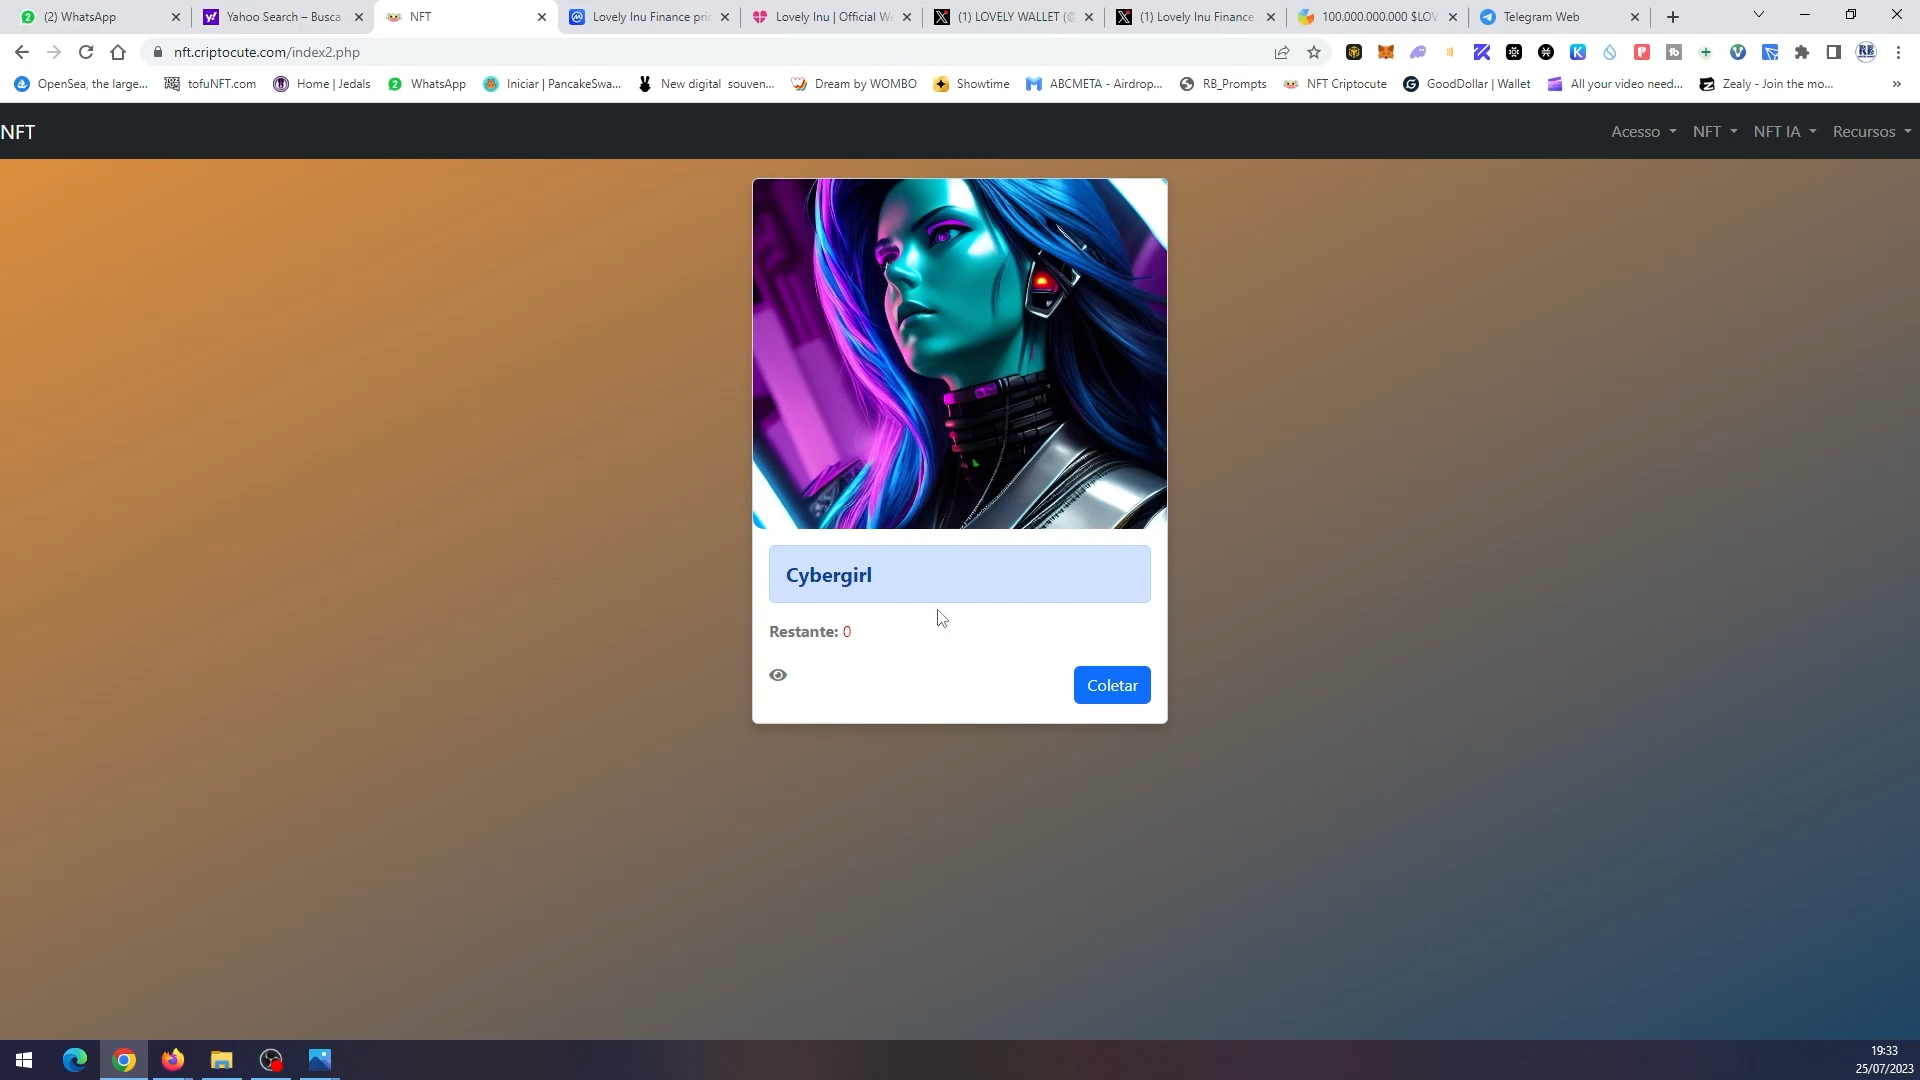 (2) WhatsApp
Yahoo Search – Busca
NFT
Lovely Inu Finance pric
Lovely Inu | Official We
(1) LOVELY WALLET (@
(1) Lovely Inu Finance
100.000.000.000 $LOV
Telegram Web
nft.criptocute.com/index2.php
OpenSea, the large...
tofuNFT.com
Home | Jedals
WhatsApp
Iniciar | PancakeSwa...
New digital souven...
Dream by WOMBO
Showtime
ABCMETA - Airdrop...
RB_Prompts
NFT Criptocute
GoodDollar | Wallet
All your video need...
Zealy - Join the mo...
NFT
Acesso
NFT
NFT IA
Recursos
Cybergirl
Restante: 0
Coletar
19:33
25/07/2023